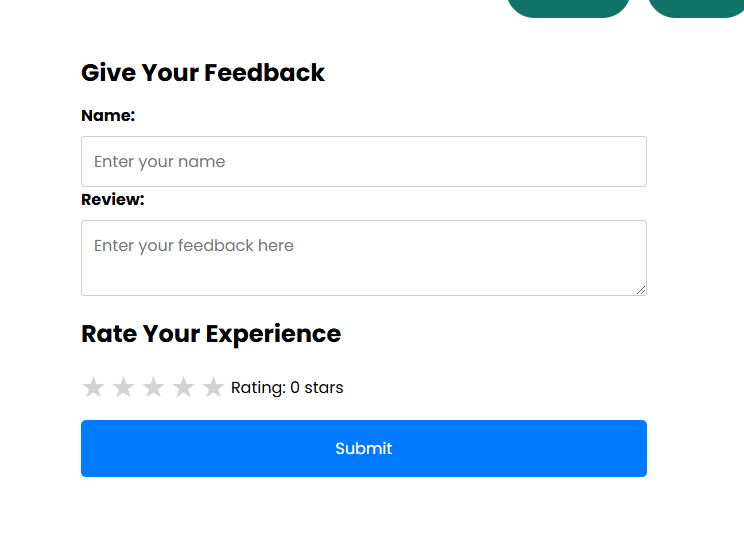 Give Your Feedback
Name:
Enter your name
Review:
Enter your feedback here
Rate Your Experience
★ ★ ★ ★ ★ Rating: 0 stars
Submit